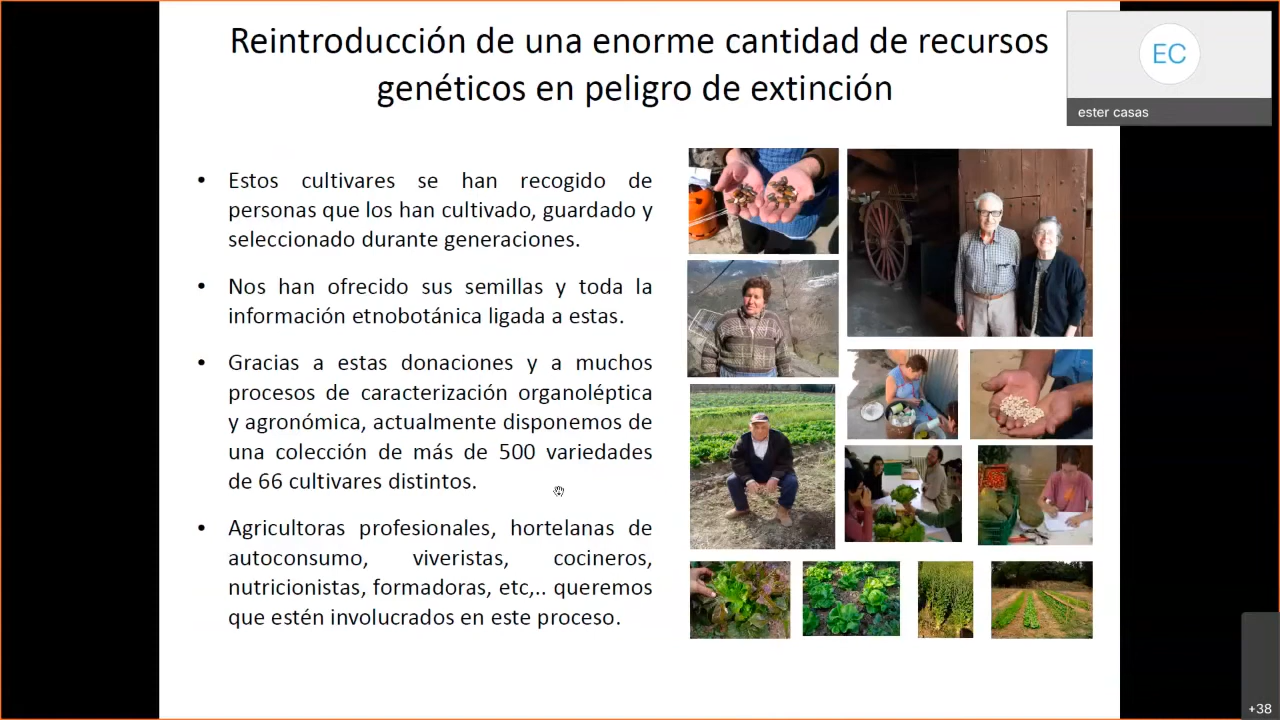 Reintroducción de una enorme cantidad de recursos
genéticos en peligro de extinción
EC
ester casas
• Estos cultivares se han recogido de
personas que los han cultivado, guardado y
seleccionado durante generaciones.
• Nos han ofrecido sus semillas y toda la
información etnobotánica ligada a estas.
• Gracias a estas donaciones y a muchos
procesos de caracterización organoléptica
y agronómica, actualmente disponemos de
una colección de más de 500 variedades
de 66 cultivares distintos.
• Agricultoras profesionales, hortelanas de
autoconsumo, viveristas, cocineros,
nutricionistas, formadoras, etc,.. queremos
que estén involucrados en este proceso.
+38